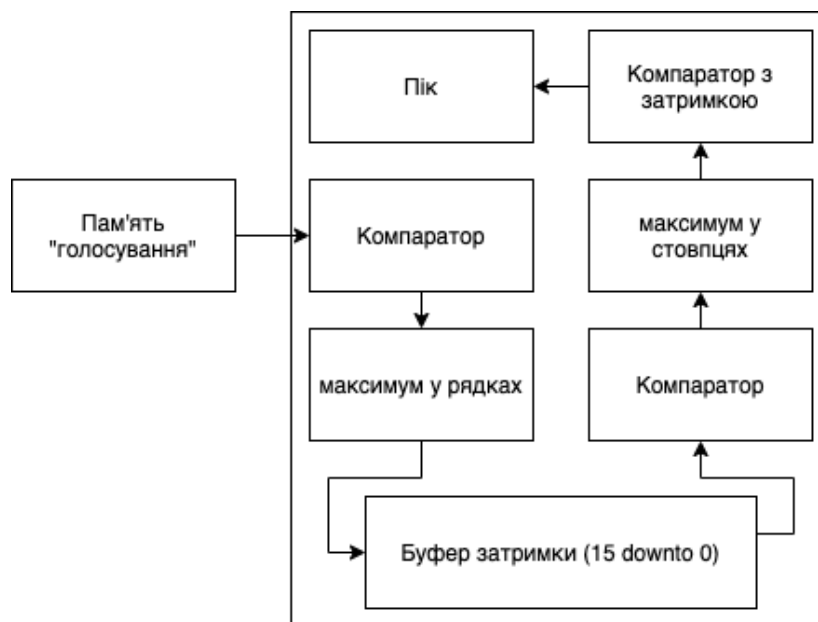 Пік
Компаратор з
затримкою
Пам'ять
"голосування"
Компаратор
максимум у
стовпцях
максимум у рядках
Компаратор
Буфер затримки (15 downto 0)